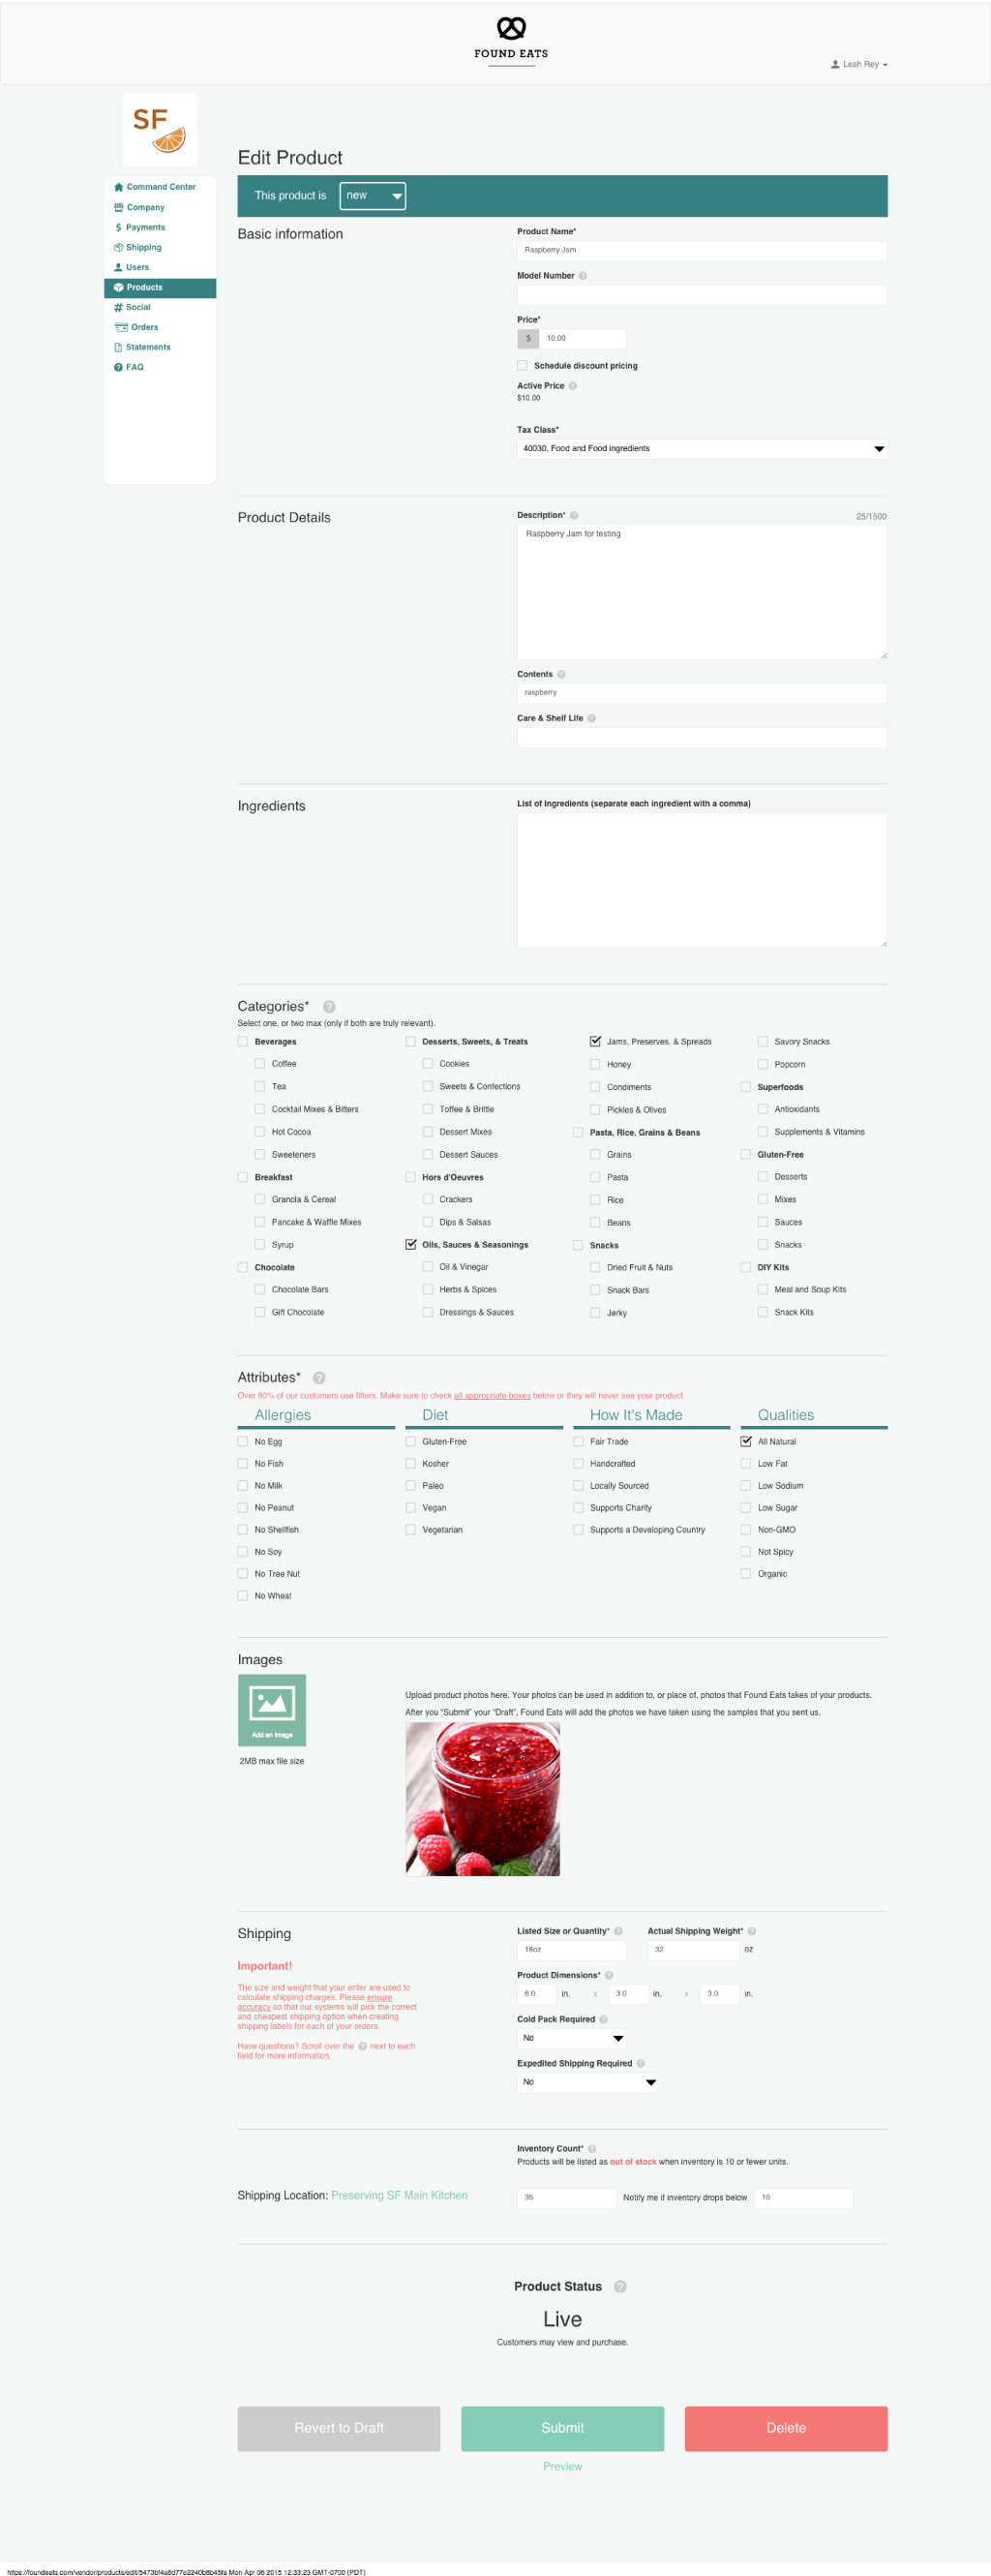 FOUND EATS
Leah Rey
SF
Edit Product
Command Center
Company
$ Payments
Shipping
Users
Products
# Social
Orders
Statements
FAQ
This product is new
Basic information
Product Name*
Raspberry Jam
Model Number ?
Price*
$ 10.00
Schedule discount pricing
Active Price ?
$10.00
Tax Class*
40030, Food and Food ingredients
Product Details
Description* ? 25/1500
Raspberry Jam for testing
Contents ?
raspberry
Care & Shelf Life ?
Ingredients
List of Ingredients (separate each ingredient with a comma)
Categories* ?
Select one, or two max (only if both are truly relevant).
Beverages
Coffee
Tea
Cocktail Mixes & Bitters
Hot Cocoa
Sweeteners
Breakfast
Granola & Cereal
Pancake & Waffle Mixes
Syrup
Chocolate
Chocolate Bars
Gift Chocolate
Desserts, Sweets, & Treats
Cookies
Sweets & Confections
Toffee & Brittle
Dessert Mixes
Dessert Sauces
Hors d'Oeuvres
Crackers
Dips & Salsas
Oils, Sauces & Seasonings
Oil & Vinegar
Herbs & Spices
Dressings & Sauces
Jams, Preserves, & Spreads
Honey
Condiments
Pickles & Olives
Pasta, Rice, Grains & Beans
Grains
Pasta
Rice
Beans
Snacks
Dried Fruit & Nuts
Snack Bars
Jerky
Savory Snacks
Popcorn
Superfoods
Antioxidants
Supplements & Vitamins
Gluten-Free
Desserts
Mixes
Sauces
Snacks
DIY Kits
Meal and Soup Kits
Snack Kits
Attributes* ?
Over 90% of our customers use filters. Make sure to check all appropriate boxes below or they will never see your product.
Allergies
No Egg
No Fish
No Milk
No Peanut
No Shellfish
No Soy
No Tree Nut
No Wheat
Diet
Gluten-Free
Kosher
Paleo
Vegan
Vegetarian
How It's Made
Fair Trade
Handcrafted
Locally Sourced
Supports Charity
Supports a Developing Country
Qualities
All Natural
Low Fat
Low Sodium
Low Sugar
Non-GMO
Not Spicy
Organic
Images
Add an Image
2MB max file size
Upload product photos here. Your photos can be used in addition to, or place of, photos that Found Eats takes of your products.
After you "Submit" your "Draft", Found Eats will add the photos we have taken using the samples that you sent us.
Shipping
Important!
The size and weight that your enter are used to
calculate shipping charges. Please ensure
accuracy so that our systems will pick the correct
and cheapest shipping option when creating
shipping labels for each of your orders.
Have questions? Scroll over the ? next to each
field for more information.
Listed Size or Quantity* ? Actual Shipping Weight* ?
18oz 32 oz
Product Dimensions* ?
6.0 in. x 3.0 in. x 3.0 in.
Cold Pack Required ?
No
Expedited Shipping Required ?
No
Inventory Count* ?
Products will be listed as out of stock when inventory is 10 or fewer units.
Shipping Location: Preserving SF Main Kitchen
35 Notify me if inventory drops below 10
Product Status ?
Live
Customers may view and purchase.
Revert to Draft
Submit
Delete
Preview
Mon Apr 06 2015 12:33:23 GMT-0700 (PDT)